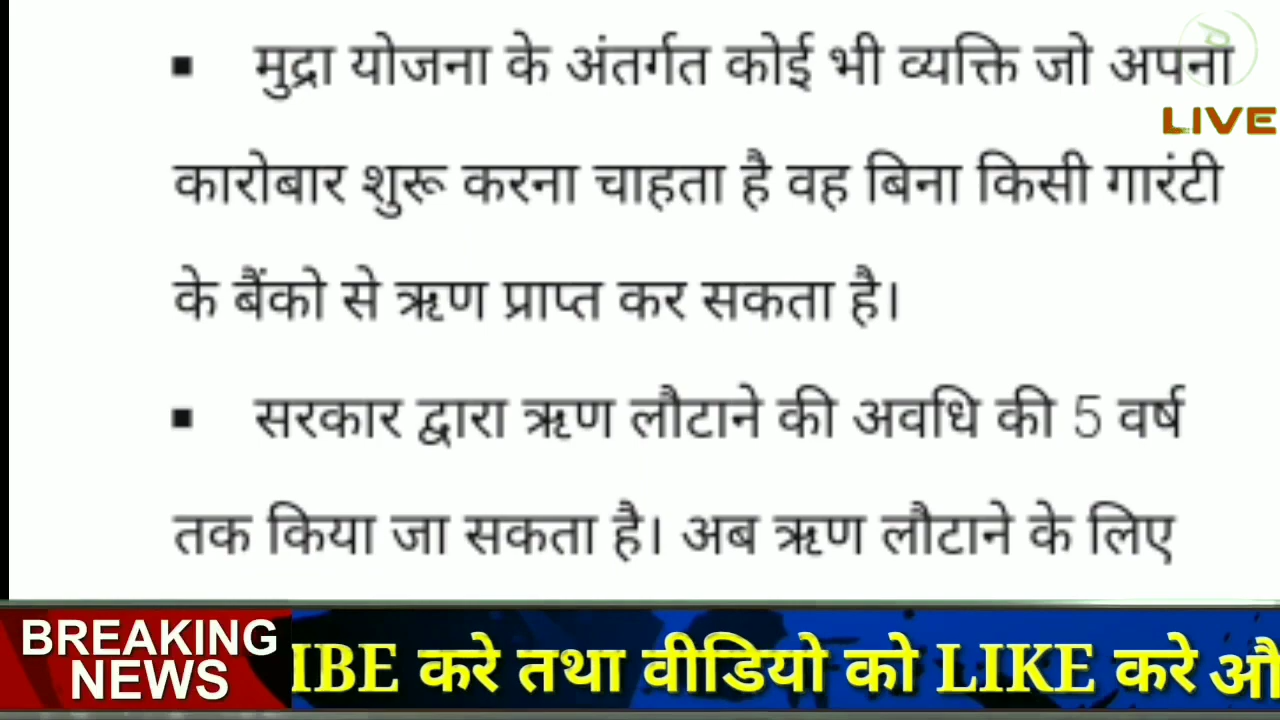 ▪ मुद्रा योजना के अंतर्गत कोई भी व्यक्ति जो अपना
LIVE
कारोबार शुरू करना चाहता है वह बिना किसी गारंटी
के बैंको से ऋण प्राप्त कर सकता है।
▪ सरकार द्वारा ऋण लौटाने की अवधि की 5 वर्ष
तक किया जा सकता है। अब ऋण लौटाने के लिए
BREAKING
NEWS
IBE करे तथा वीडियो को LIKE करे औ